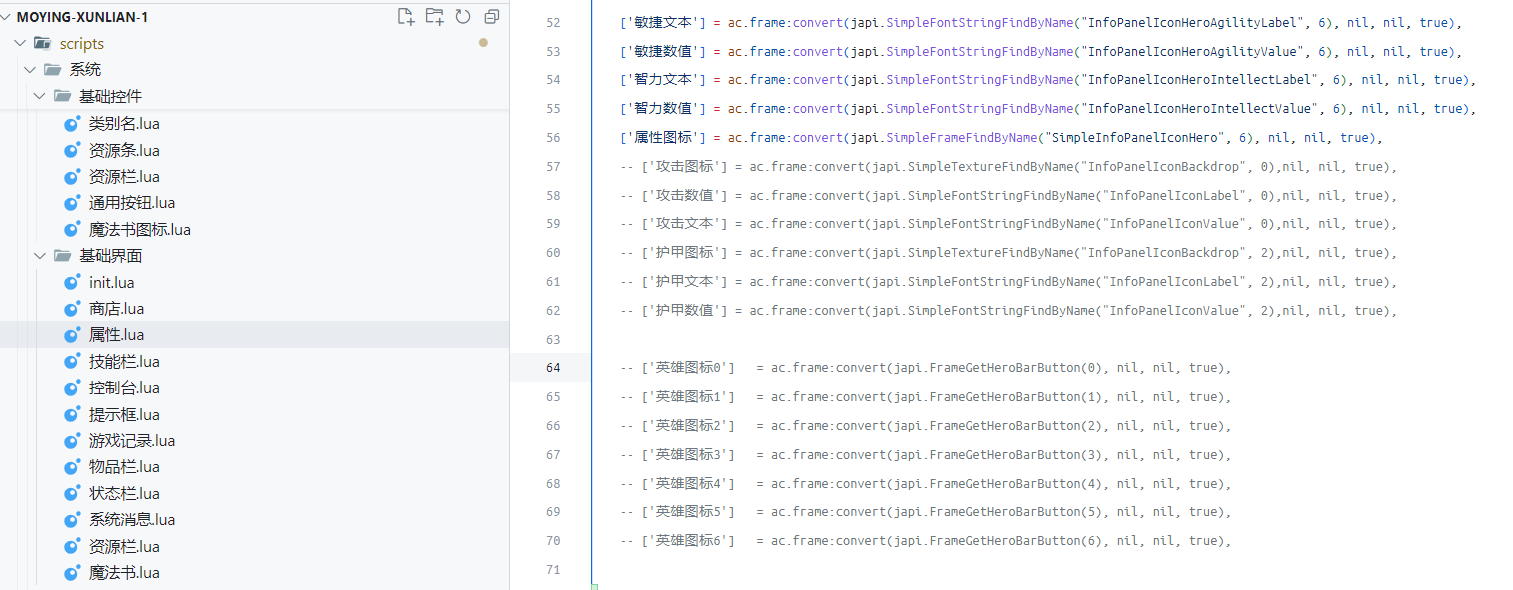 MOYING-XUNLIAN-1
scripts
系统
基础控件
类别名.lua
资源条.lua
资源栏.lua
通用按钮.lua
魔法书图标.lua
基础界面
init.lua
商店.lua
属性.lua
技能栏.lua
控制台.lua
提示框.lua
游戏记录.lua
物品栏.lua
状态栏.lua
系统消息.lua
资源栏.lua
魔法书.lua
52 ['敏捷文本'] = ac.frame:convert(japi.SimpleFontStringFindByName("InfoPanelIconHeroAgilityLabel", 6), nil, nil, true),
53 ['敏捷数值'] = ac.frame:convert(japi.SimpleFontStringFindByName("InfoPanelIconHeroAgilityValue", 6), nil, nil, true),
54 ['智力文本'] = ac.frame:convert(japi.SimpleFontStringFindByName("InfoPanelIconHeroIntellectLabel", 6), nil, nil, true),
55 ['智力数值'] = ac.frame:convert(japi.SimpleFontStringFindByName("InfoPanelIconHeroIntellectValue", 6), nil, nil, true),
56 ['属性图标'] = ac.frame:convert(japi.SimpleFrameFindByName("SimpleInfoPanelIconHero", 6), nil, nil, true),
57 -- ['攻击图标'] = ac.frame:convert(japi.SimpleTextureFindByName("InfoPanelIconBackdrop", 0),nil, nil, true),
58 -- ['攻击数值'] = ac.frame:convert(japi.SimpleFontStringFindByName("InfoPanelIconLabel", 0),nil, nil, true),
59 -- ['攻击文本'] = ac.frame:convert(japi.SimpleFontStringFindByName("InfoPanelIconValue", 0),nil, nil, true),
60 -- ['护甲图标'] = ac.frame:convert(japi.SimpleTextureFindByName("InfoPanelIconBackdrop", 2),nil, nil, true),
61 -- ['护甲文本'] = ac.frame:convert(japi.SimpleFontStringFindByName("InfoPanelIconLabel", 2),nil, nil, true),
62 -- ['护甲数值'] = ac.frame:convert(japi.SimpleFontStringFindByName("InfoPanelIconValue", 2),nil, nil, true),
63
64 -- ['英雄图标0']   = ac.frame:convert(japi.FrameGetHeroBarButton(0), nil, nil, true),
65 -- ['英雄图标1']   = ac.frame:convert(japi.FrameGetHeroBarButton(1), nil, nil, true),
66 -- ['英雄图标2']   = ac.frame:convert(japi.FrameGetHeroBarButton(2), nil, nil, true),
67 -- ['英雄图标3']   = ac.frame:convert(japi.FrameGetHeroBarButton(3), nil, nil, true),
68 -- ['英雄图标4']   = ac.frame:convert(japi.FrameGetHeroBarButton(4), nil, nil, true),
69 -- ['英雄图标5']   = ac.frame:convert(japi.FrameGetHeroBarButton(5), nil, nil, true),
70 -- ['英雄图标6']   = ac.frame:convert(japi.FrameGetHeroBarButton(6), nil, nil, true),
71